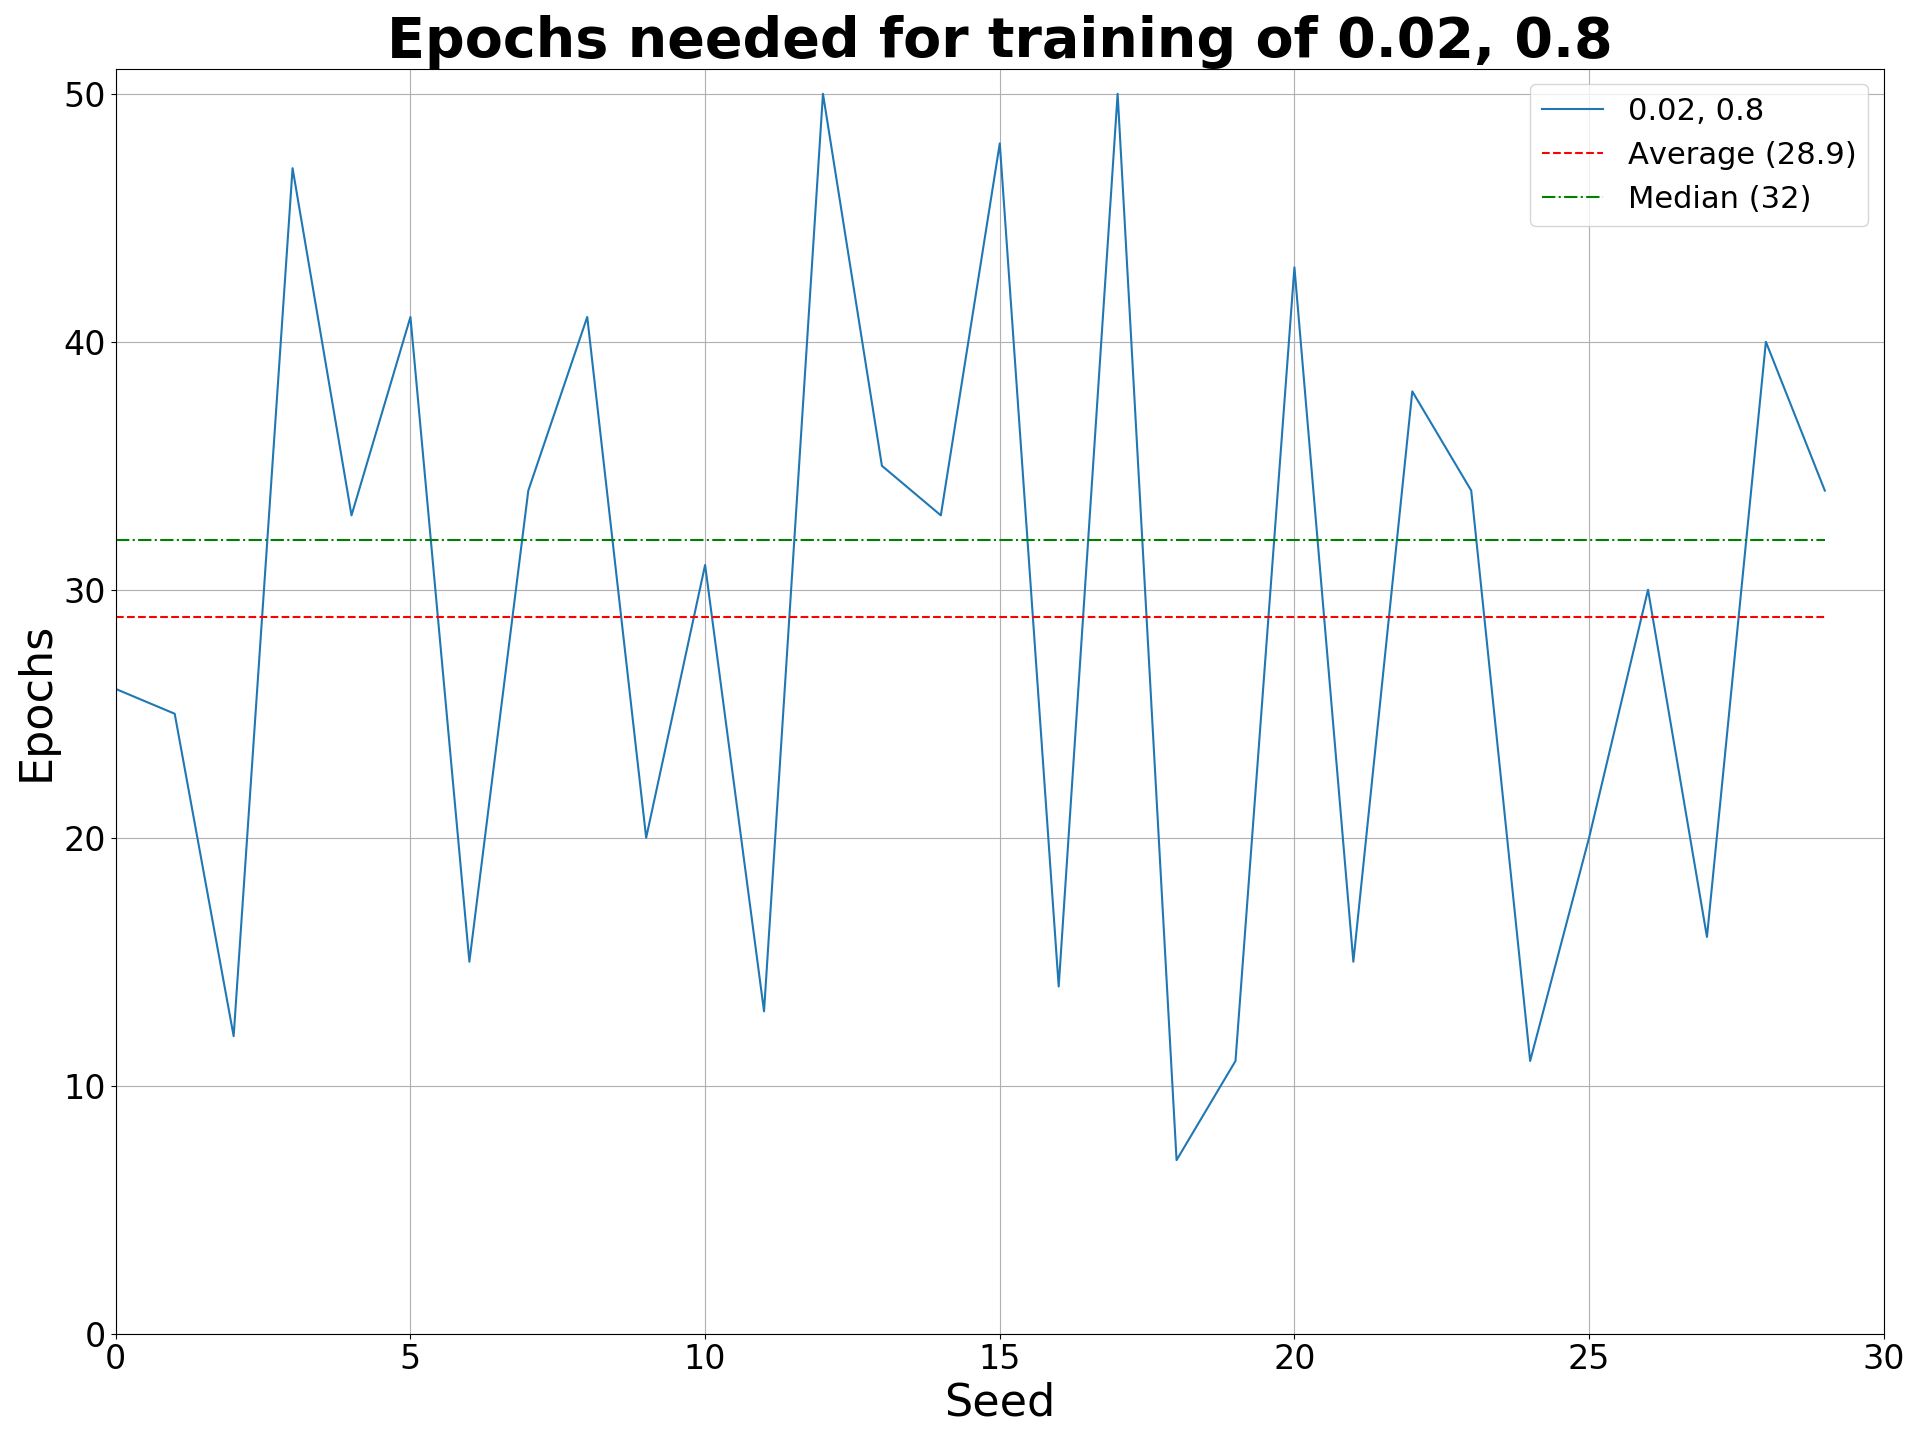 Epochs needed for training of 0.02, 0.8
0.02, 0.8
Average (28.9)
Median (32)
50
40
30
20
10
0
Epochs
0 5 10 15 20 25 30
Seed